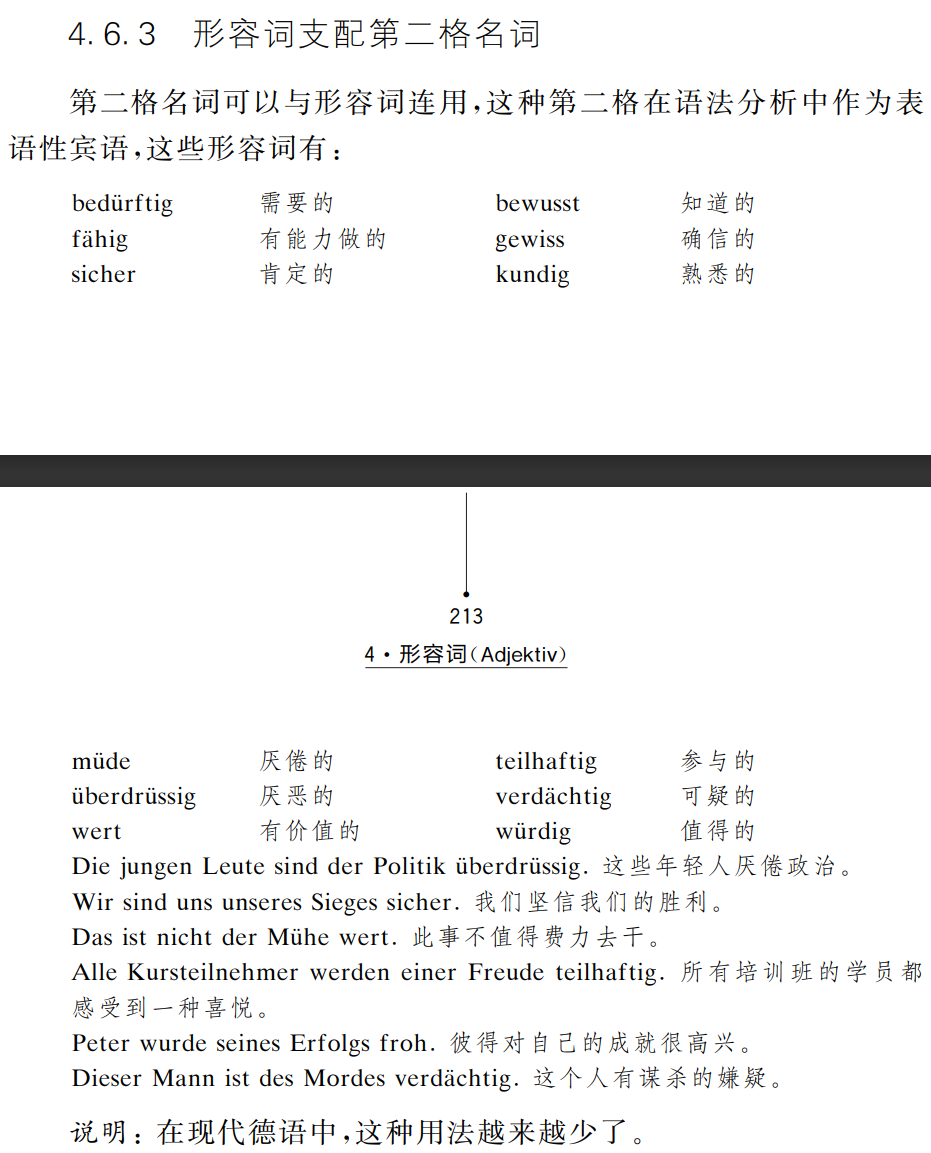 4.6.3 形容词支配第二格名词
第二格名词可以与形容词连用,这种第二格在语法分析中作为表
语性宾语,这些形容词有:
bedürftig 需要的 bewusst 知道的
fähig 有能力做的 gewiss 确信的
sicher 肯定的 kundig 熟悉的
213
4·形容词(Adjektiv)
müde 厌倦的 teilhaftig 参与的
überdrüssig 厌恶的 verdächtig 可疑的
wert 有价值的 würdig 值得的
Die jungen Leute sind der Politik überdrüssig. 这些年轻人厌倦政治。
Wir sind uns unseres Sieges sicher. 我们坚信我们的胜利。
Das ist nicht der Mühe wert. 此事不值得费力去干。
Alle Kursteilnehmer werden einer Freude teilhaftig. 所有培训班的学员都
感受到一种喜悦。
Peter wurde seines Erfolgs froh. 彼得对自己的成就很高兴。
Dieser Mann ist des Mordes verdächtig. 这个人有谋杀的嫌疑。
说明:在现代德语中,这种用法越来越少了。